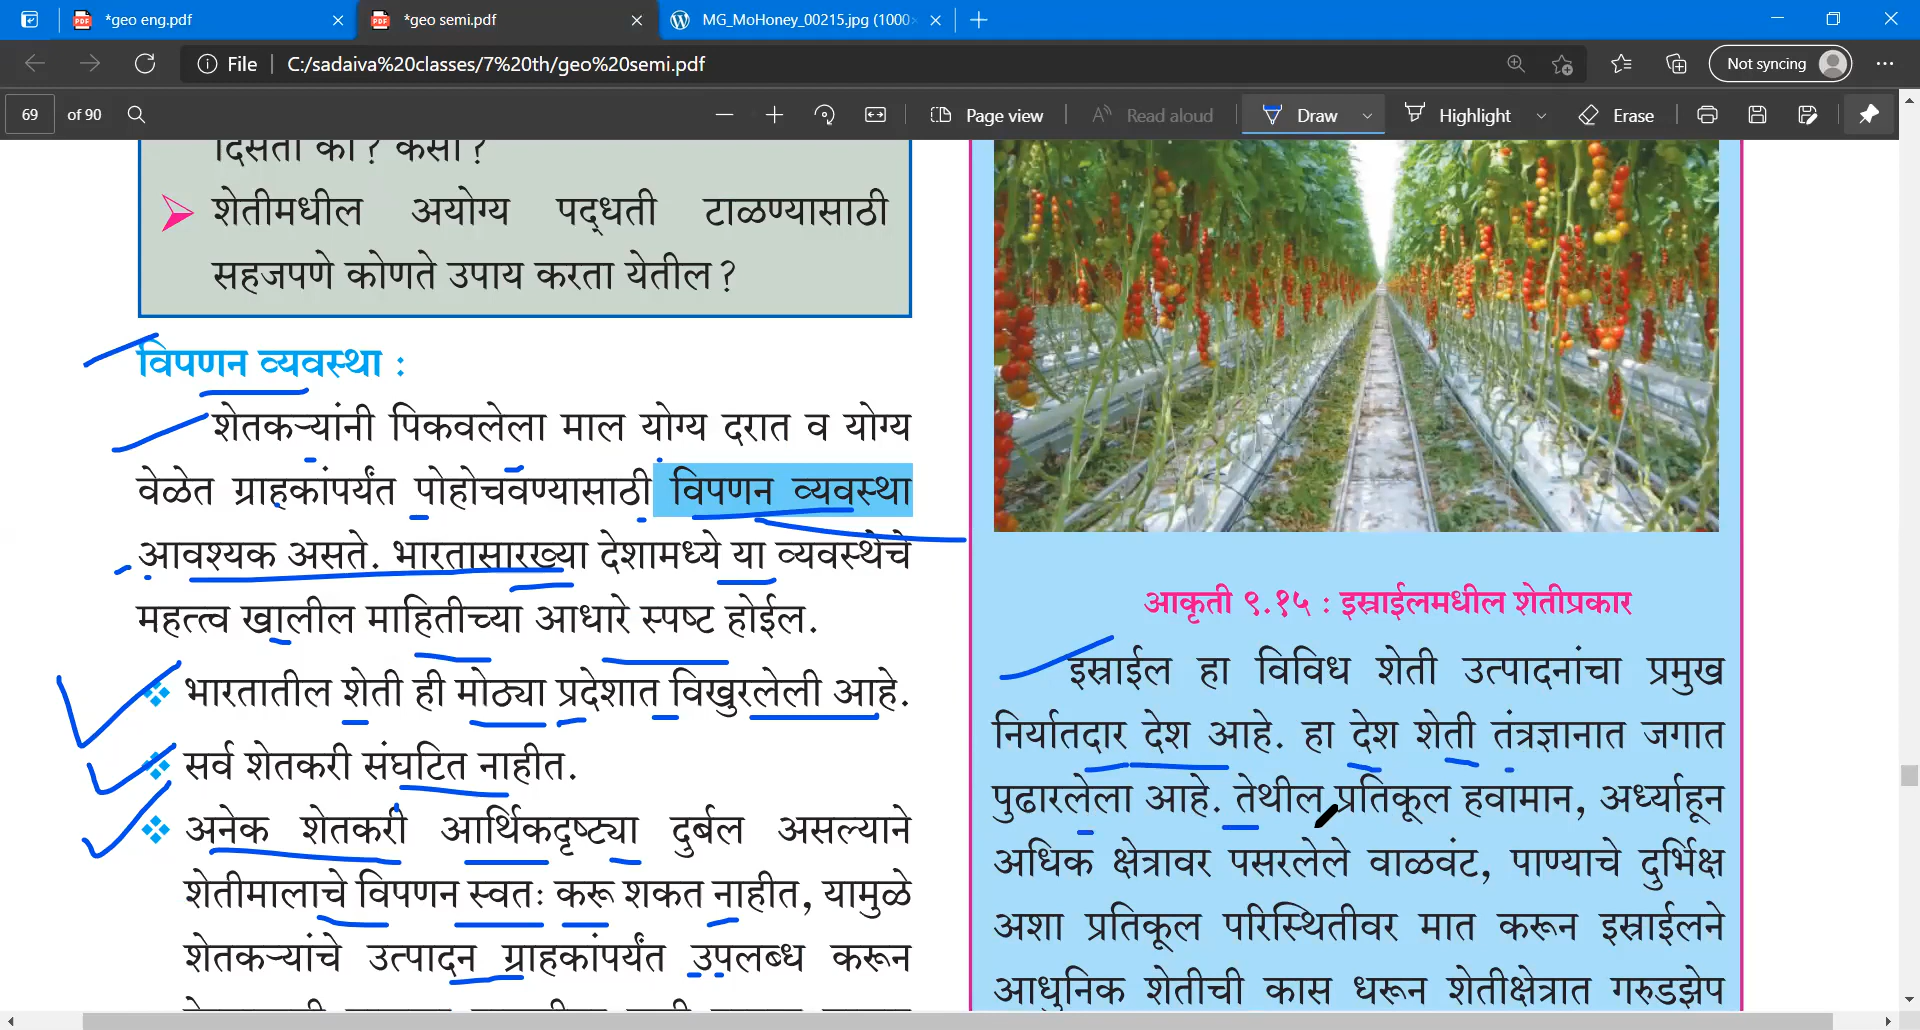 *geo eng.pdf
*geo semi.pdf
MG_MoHoney_00215.jpg (1000
File
C:/sadaiva%20classes/7%20th/geo%20semi.pdf
Not syncing
69 of 90
Page view
Read aloud
Draw
Highlight
Erase
दिसतो का? कसा?
शेतीमधील अयोग्य पद्धती टाळण्यासाठी
सहजपणे कोणते उपाय करता येतील?
विपणन व्यवस्था :
शेतकऱ्यांनी पिकवलेला माल योग्य दरात व योग्य
वेळेत ग्राहकांपर्यंत पोहोचवण्यासाठी विपणन व्यवस्था
आवश्यक असते. भारतासारख्या देशामध्ये या व्यवस्थेचे
महत्त्व खालील माहितीच्या आधारे स्पष्ट होईल.
❖ भारतातील शेती ही मोठ्या प्रदेशात विखुरलेली आहे.
❖ सर्व शेतकरी संघटित नाहीत.
❖ अनेक शेतकरी आर्थिकदृष्ट्या दुर्बल असल्याने
शेतीमालाचे विपणन स्वतः करू शकत नाहीत, यामुळे
शेतकऱ्यांचे उत्पादन ग्राहकांपर्यंत उपलब्ध करून
आकृती ९.१५ : इस्राईलमधील शेतीप्रकार
इस्राईल हा विविध शेती उत्पादनांचा प्रमुख
निर्यातदार देश आहे. हा देश शेती तंत्रज्ञानात जगात
पुढारलेला आहे. तेथील प्रतिकूल हवामान, अर्ध्याहून
अधिक क्षेत्रावर पसरलेले वाळवंट, पाण्याचे दुर्भिक्ष
अशा प्रतिकूल परिस्थितीवर मात करून इस्राईलने
आधुनिक शेतीची कास धरून शेतीक्षेत्रात गरुडझेप